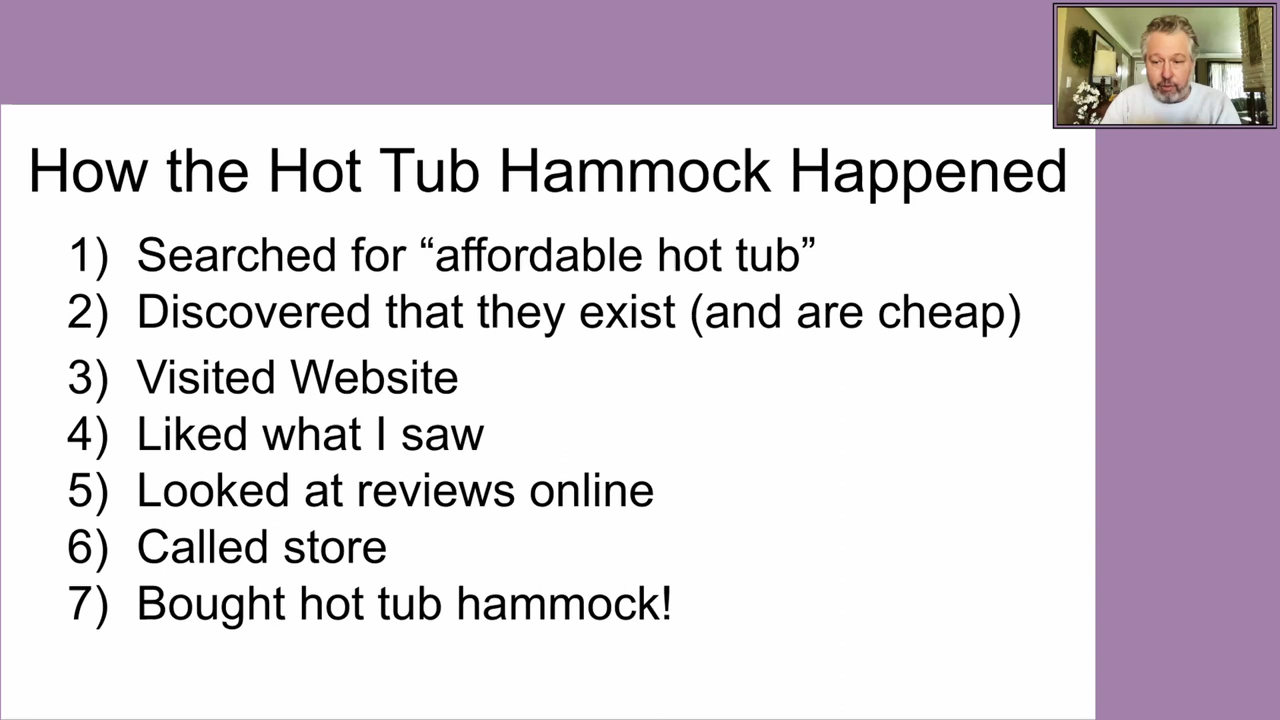 How the Hot Tub Hammock Happened
1) Searched for “affordable hot tub”
2) Discovered that they exist (and are cheap)
3) Visited Website
4) Liked what I saw
5) Looked at reviews online
6) Called store
7) Bought hot tub hammock!